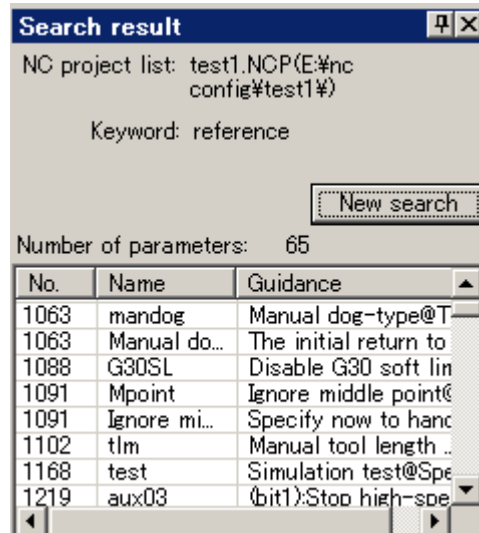 Search result
NC project list: test1.NCP(E:¥nc
config¥test1¥)
Keyword: reference
New search
Number of parameters: 65
No. Name Guidance
1063 mandog Manual dog-type@T
1063 Manual do... The initial return to
1088 G30SL Disable G30 soft lim
1091 Mpoint Ignore middle point@
1091 Ignore mi... Specify now to hand
1102 tlm Manual tool length ..
1168 test Simulation test@Spe
1219 aux03 (bit1):Stop high-spe